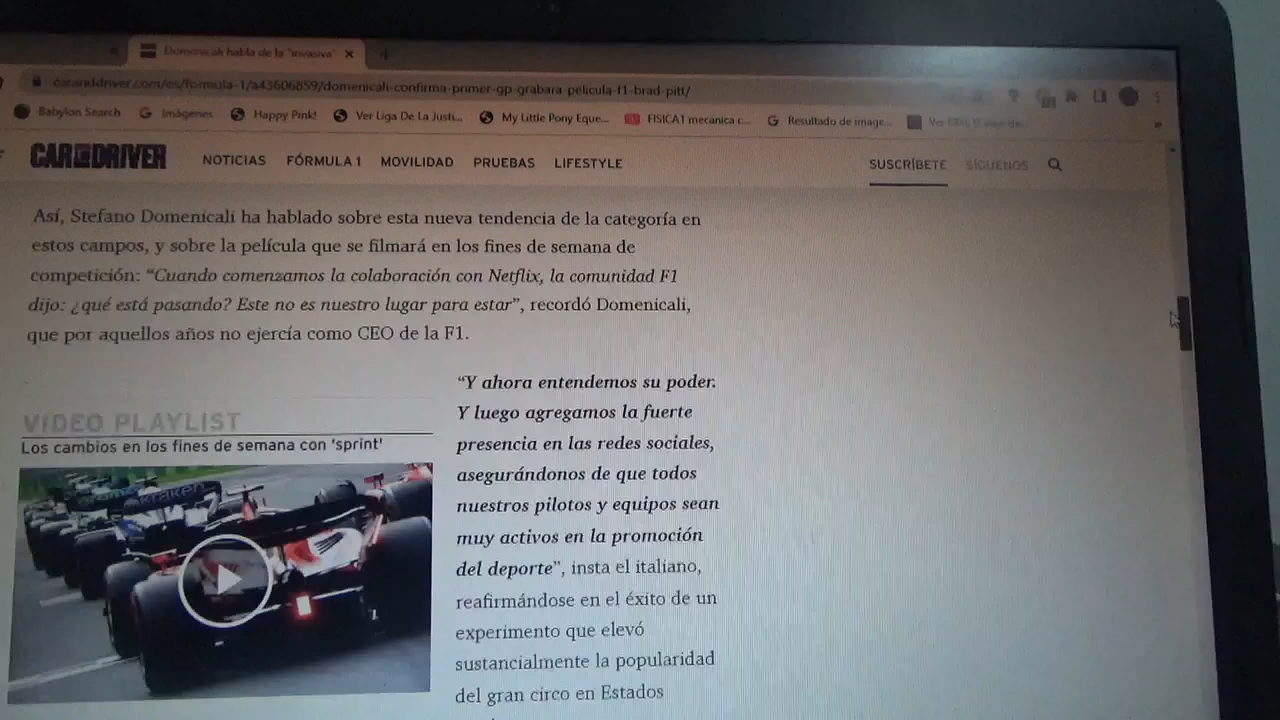 Domenicali habla de la "invasiva"
caranddriver.com/es/formula-1/a43606859/domenicali-confirma-primer-gp-grabara-pelicula-f1-brad-pitt/
Babylon Search Imágenes Happy Pink! Ver Liga De La Justi... My Little Pony Eque... FISICA1 mecanica c... Resultado de image...
CAR AND DRIVER NOTICIAS FÓRMULA 1 MOVILIDAD PRUEBAS LIFESTYLE SUSCRÍBETE SÍGUENOS
Así, Stefano Domenicali ha hablado sobre esta nueva tendencia de la categoría en
estos campos, y sobre la película que se filmará en los fines de semana de
competición: “Cuando comenzamos la colaboración con Netflix, la comunidad F1
dijo: ¿qué está pasando? Este no es nuestro lugar para estar”, recordó Domenicali,
que por aquellos años no ejercía como CEO de la F1.
VIDEO PLAYLIST
Los cambios en los fines de semana con 'sprint'
kraken
“Y ahora entendemos su poder.
Y luego agregamos la fuerte
presencia en las redes sociales,
asegurándonos de que todos
nuestros pilotos y equipos sean
muy activos en la promoción
del deporte”, insta el italiano,
reafirmándose en el éxito de un
experimento que elevó
sustancialmente la popularidad
del gran circo en Estados